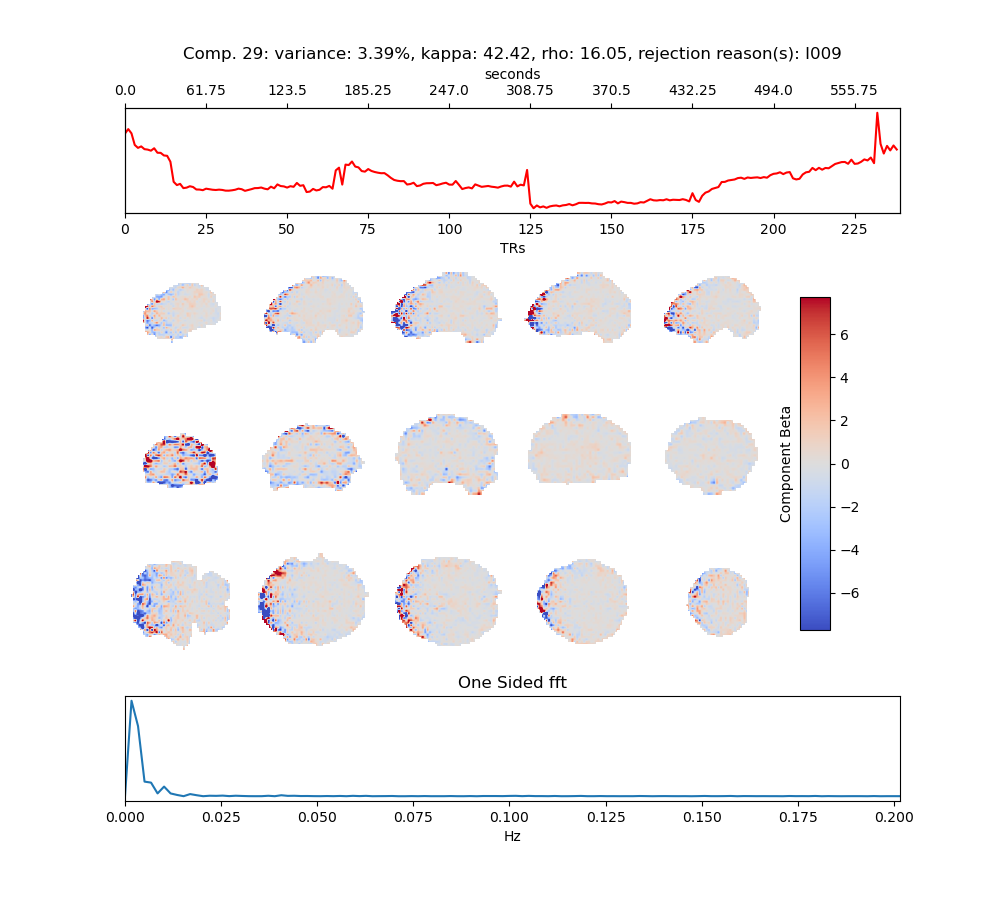 Comp. 29: variance: 3.39%, kappa: 42.42, rho: 16.05, rejection reason(s): I009
seconds
0.0 61.75 123.5 185.25 247.0 308.75 370.5 432.25 494.0 555.75
0 25 50 75 100 125 150 175 200 225
TRs
6
4
2
0
−2
−4
−6
Component Beta
One Sided fft
0.000 0.025 0.050 0.075 0.100 0.125 0.150 0.175 0.200
Hz